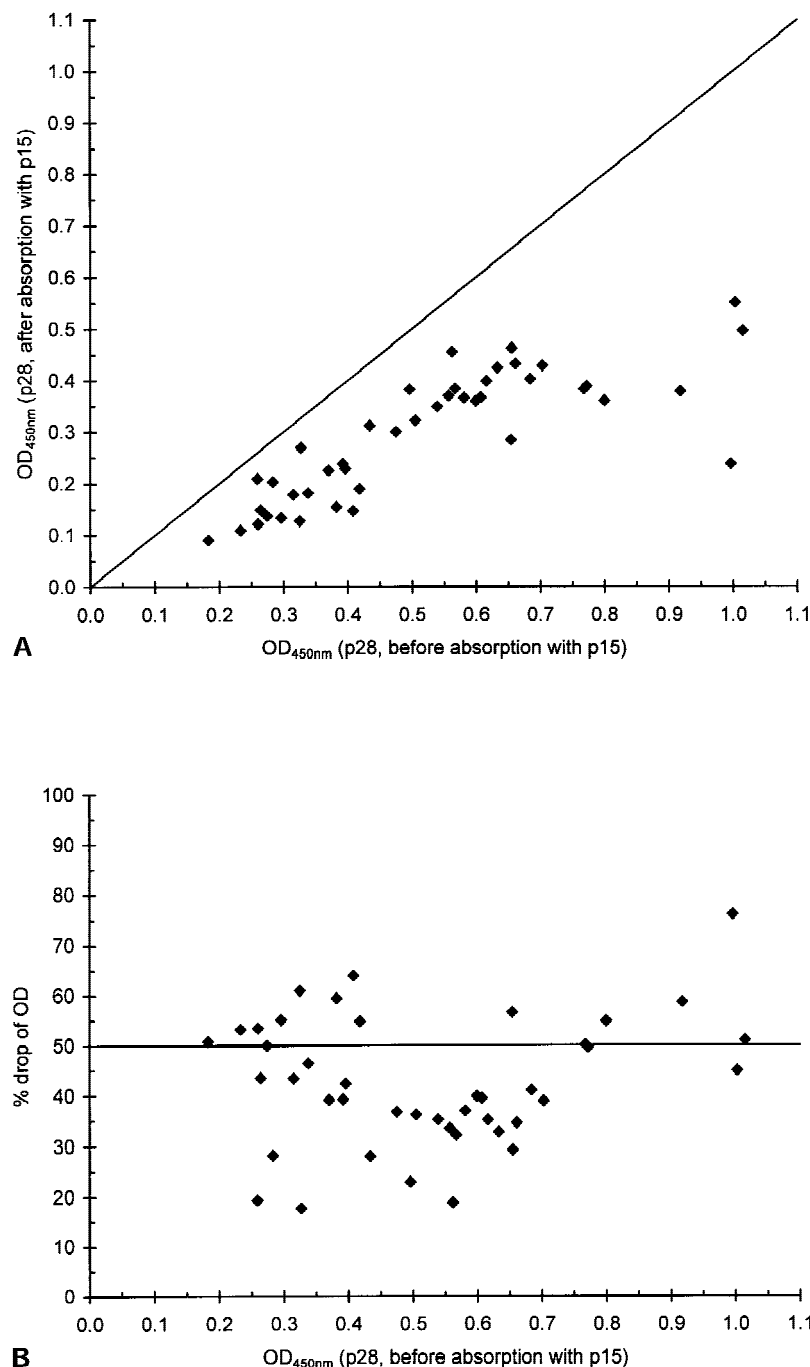 1.1
1.0
0.9
0.8
0.7
0.6
0.5
0.4
0.3
0.2
0.1
0.0
OD450nm (p28, after absorption with p15)
0.0 0.1 0.2 0.3 0.4 0.5 0.6 0.7 0.8 0.9 1.0 1.1
OD450nm (p28, before absorption with p15)
A
100
90
80
70
60
50
40
30
20
10
0
% drop of OD
0.0 0.1 0.2 0.3 0.4 0.5 0.6 0.7 0.8 0.9 1.0 1.1
OD450nm (p28, before absorption with p15)
B